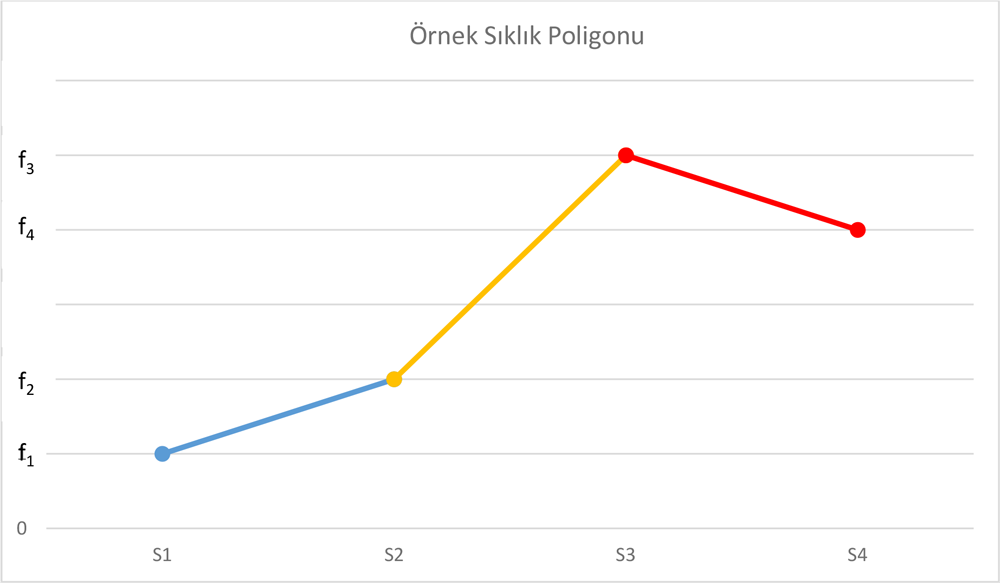 Örnek Sıklık Poligonu
f₃
f₄
f₂
f₁
0
S1 S2 S3 S4